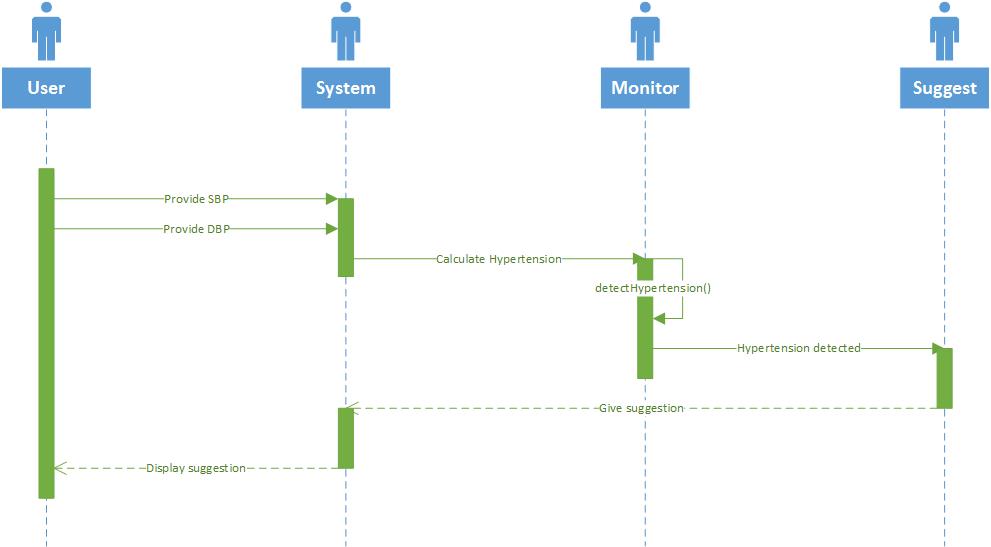 User
System
Monitor
Suggest
Provide SBP
Provide DBP
Calculate Hypertension
detectHypertension()
Hypertension detected
Give suggestion
Display suggestion